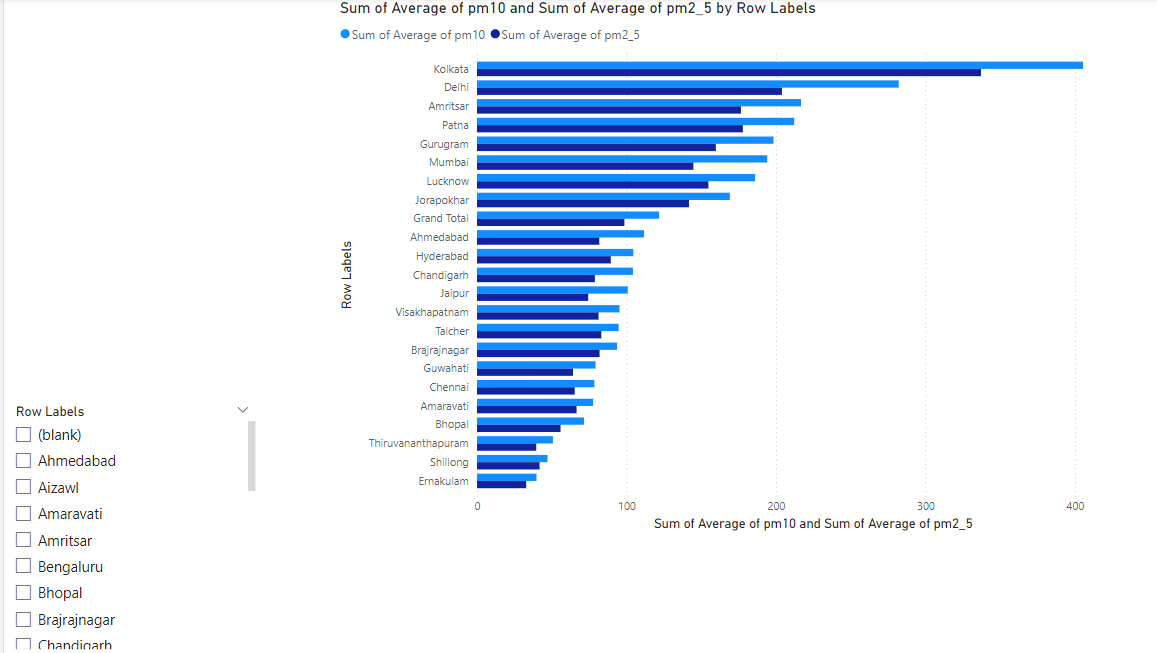 Sum of Average of pm10 and Sum of Average of pm2_5 by Row Labels
Sum of Average of pm10 Sum of Average of pm2_5
Row Labels
Kolkata
Delhi
Amritsar
Patna
Gurugram
Mumbai
Lucknow
Jorapokhar
Grand Total
Ahmedabad
Hyderabad
Chandigarh
Jaipur
Visakhapatnam
Talcher
Brajrajnagar
Guwahati
Chennai
Amaravati
Bhopal
Thiruvananthapuram
Shillong
Ernakulam
0 100 200 300 400
Sum of Average of pm10 and Sum of Average of pm2_5
Row Labels
(blank)
Ahmedabad
Aizawl
Amaravati
Amritsar
Bengaluru
Bhopal
Brajrajnagar
Chandigarh